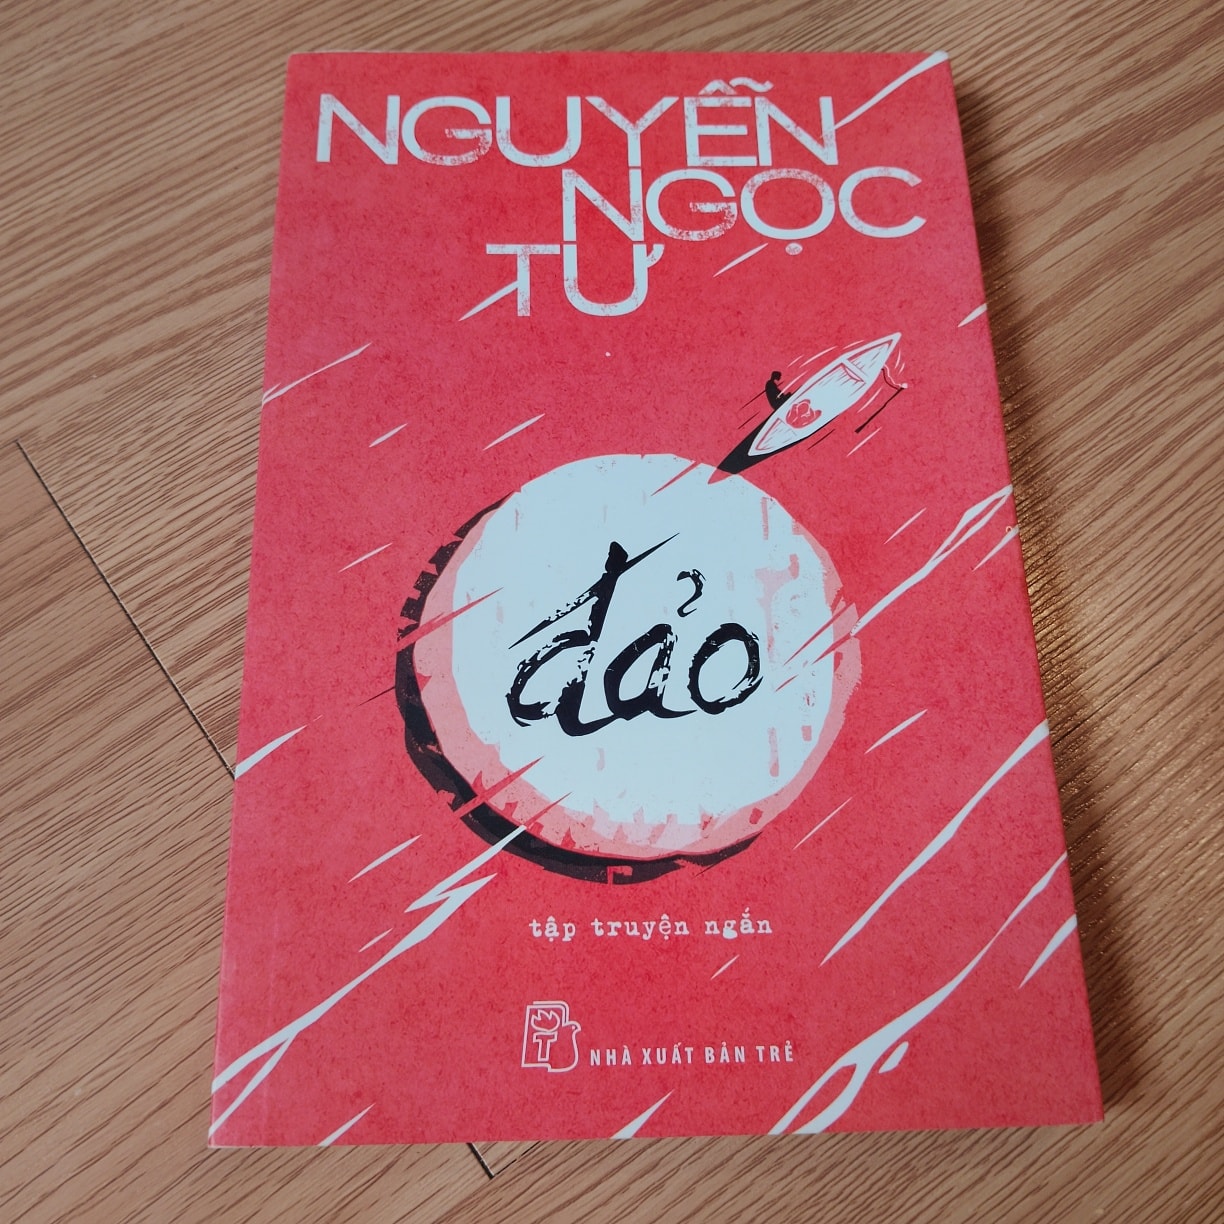 NGUYỄN
NGỌC
TƯ
đảo
tập truyện ngắn
T
NHÀ XUẤT BẢN TRẺ